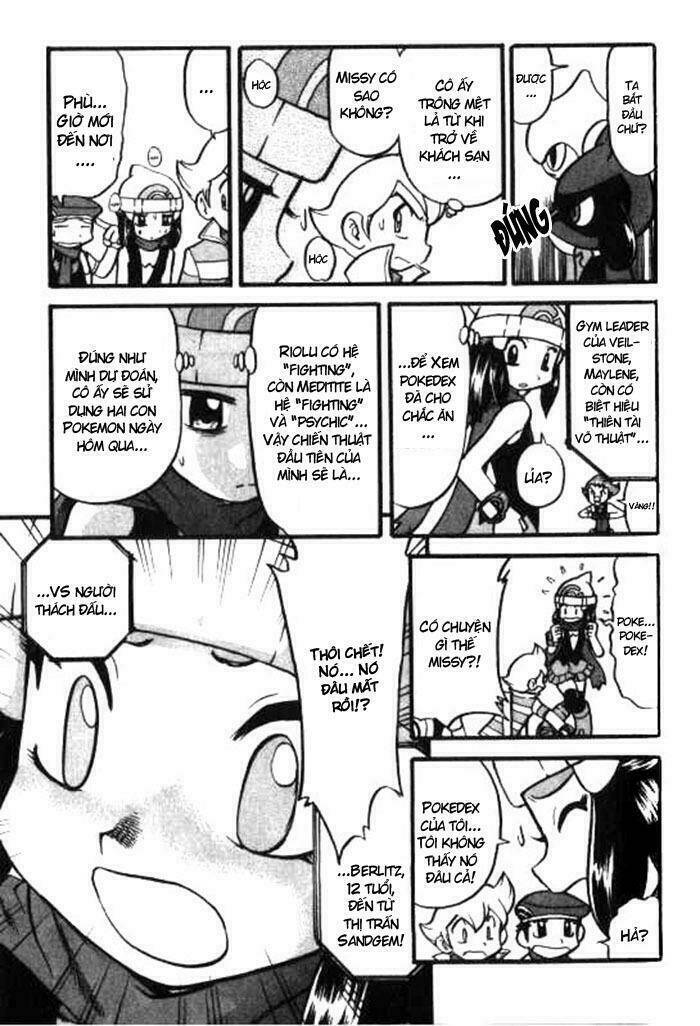 TA
BẮT
ĐẦU
CHỨ?
ĐƯỢC
...
ĐỨNG
CÔ ẤY
TRÔNG MỆT
LẢ TỪ KHI
TRỞ VỀ
KHÁCH SẠN
...
MISSY CÓ
SAO
KHÔNG?
HỘC
HỘC
...
PHÙ...
GIỜ MỚI
ĐẾN NƠI
....
GYM LEADER
CỦA VEIL-
STONE,
MAYLENE,
CÒN CÓ
BIỆT HIỆU
"THIÊN TÀI
VÕ THUẬT"...
VÂNG!!
...ĐỂ XEM
POKEDEX
ĐÃ CHO
CHẮC ĂN
...
ỦA?
RIOLU CÓ HỆ
"FIGHTING",
CÒN MEDITITE LÀ
HỆ "FIGHTING"
VÀ "PSYCHIC"...
VẬY CHIẾN THUẬT
ĐẦU TIÊN CỦA
MÌNH SẼ LÀ...
ĐÚNG NHƯ
MÌNH DỰ ĐOÁN,
CÔ ẤY SẼ SỬ
DỤNG HAI CON
POKEMON NGÀY
HÔM QUA...
POKE...
POKE-
DEX!
CÓ CHUYỆN
GÌ THẾ
MISSY?!
THÔI CHẾT!
NÓ... NÓ
ĐÂU MẤT
RỒI!?
...VS NGƯỜI
THÁCH ĐẤU...
POKEDEX
CỦA TÔI...
TÔI KHÔNG
THẤY NÓ
ĐÂU CẢ!
HẢ?
...BERLITZ,
12 TUỔI,
ĐẾN TỪ
THỊ TRẤN
SANDGEM!